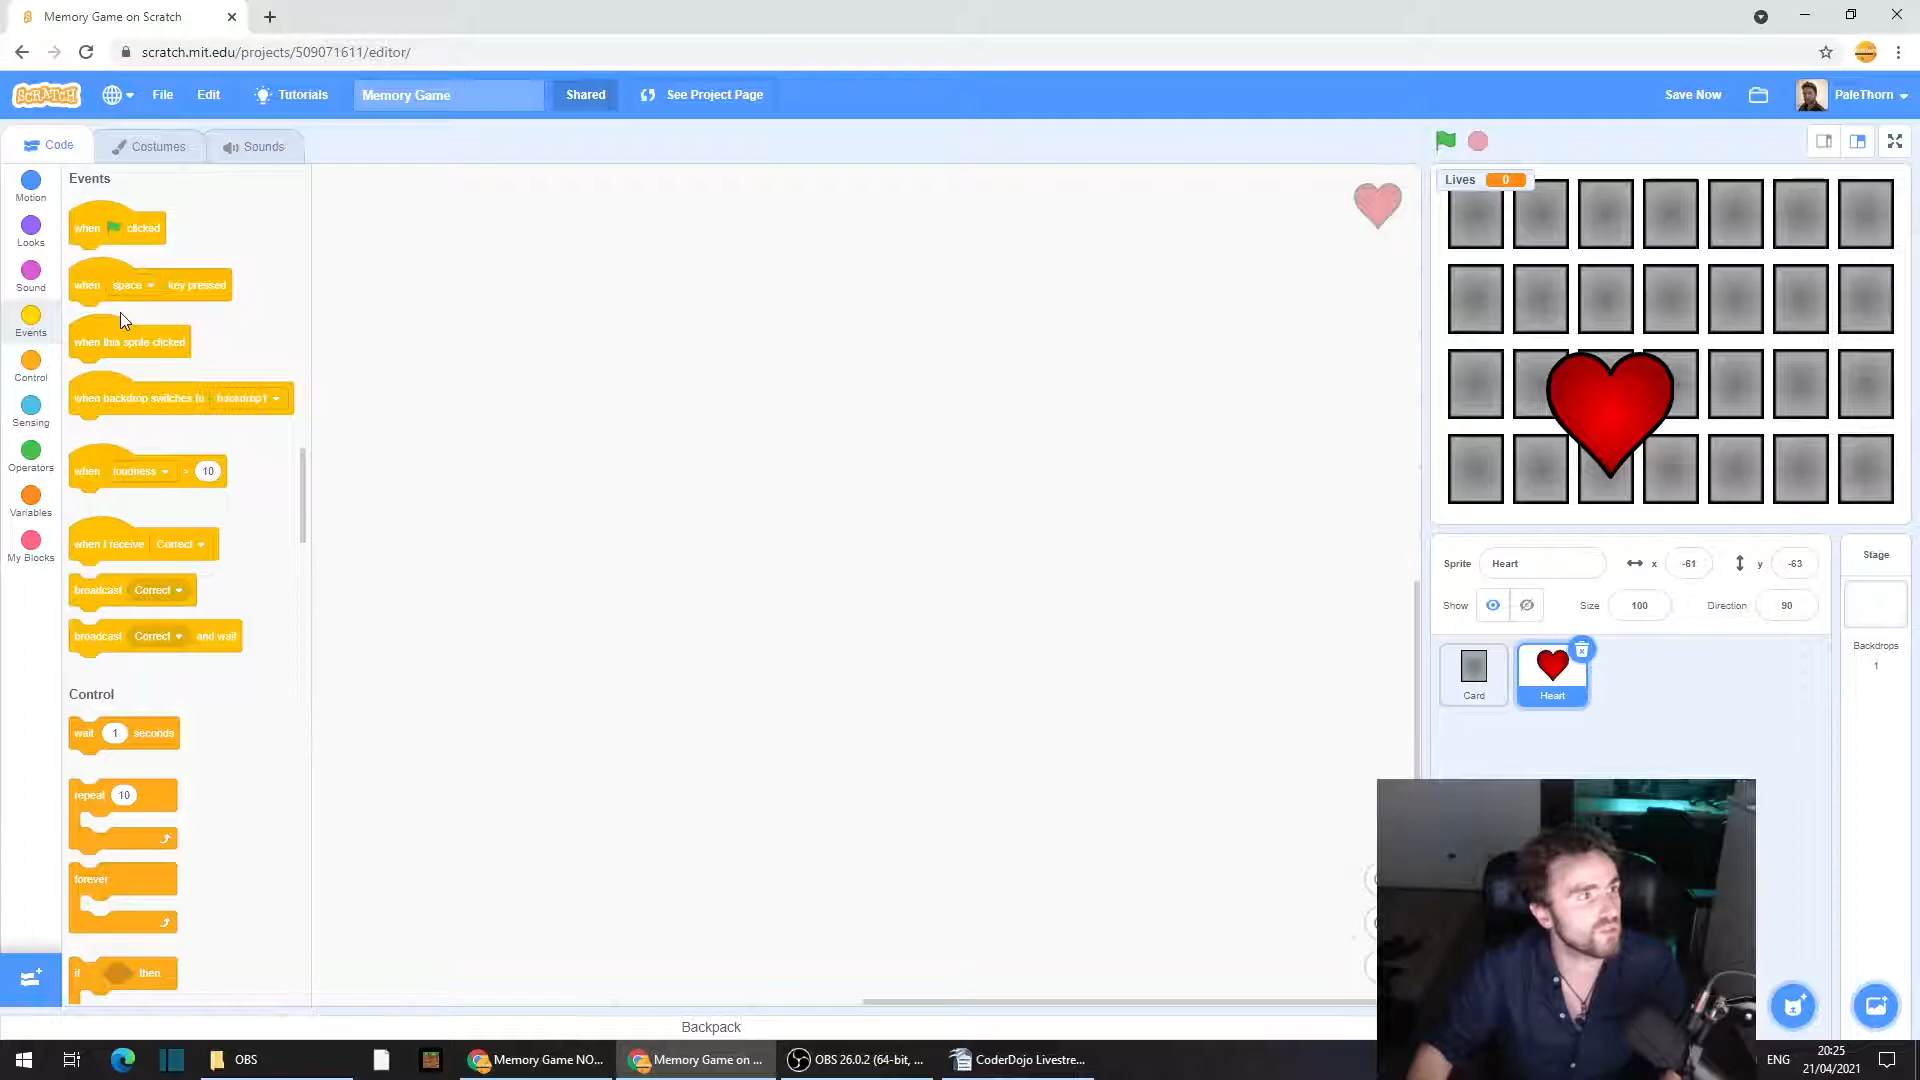 Memory Game on Scratch
scratch.mit.edu/projects/509071611/editor/
SCRATCH
File
Edit
Tutorials
Memory Game
Shared
See Project Page
Save Now
PaleThorn
Code
Costumes
Sounds
Motion
Looks
Sound
Events
Control
Sensing
Operators
Variables
My Blocks
Events
when clicked
when space key pressed
when this sprite clicked
when backdrop switches to backdrop1
when loudness > 10
when I receive Correct
broadcast Correct
broadcast Correct and wait
Control
wait 1 seconds
repeat 10
forever
if then
Backpack
Lives 0
Sprite Heart x -61 y -63
Show Size 100 Direction 90
Card
Heart
Stage
Backdrops
1
OBS
Memory Game NO...
Memory Game on ...
OBS 26.0.2 (64-bit, ...
CoderDojo Livestre...
ENG
20:25
21/04/2021